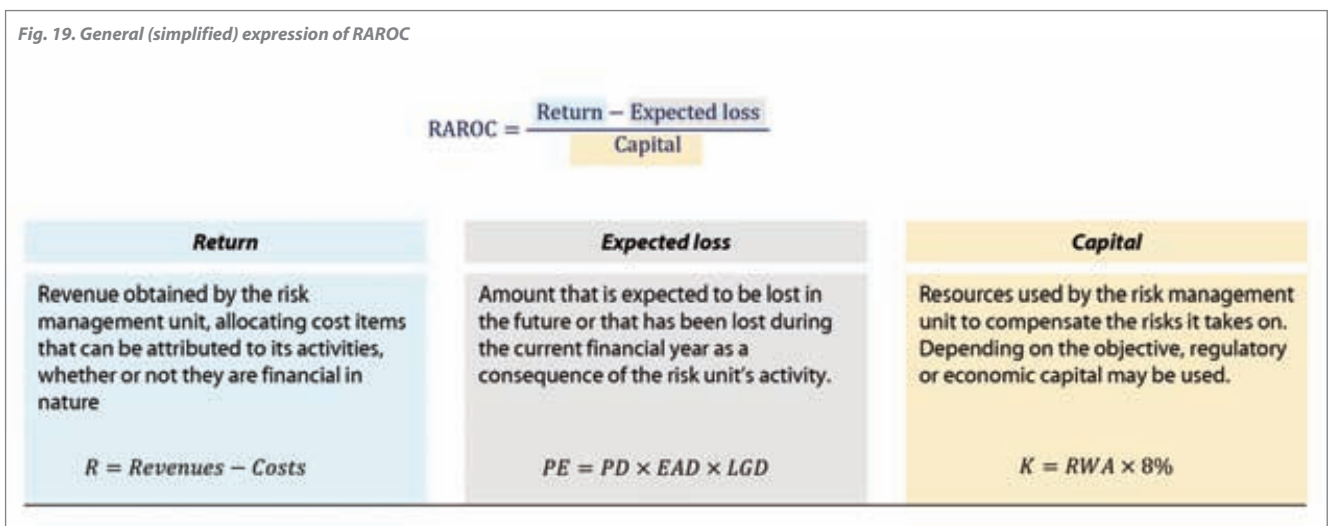 Fig. 19. General (simplified) expression of RAROC
RAROC = (Return − Expected loss) / Capital
Return
Revenue obtained by the risk
management unit, allocating cost items
that can be attributed to its activities,
whether or not they are financial in
nature
R = Revenues − Costs
Expected loss
Amount that is expected to be lost in
the future or that has been lost during
the current financial year as a
consequence of the risk unit's activity.
PE = PD × EAD × LGD
Capital
Resources used by the risk management
unit to compensate the risks it takes on.
Depending on the objective, regulatory
or economic capital may be used.
K = RWA × 8%